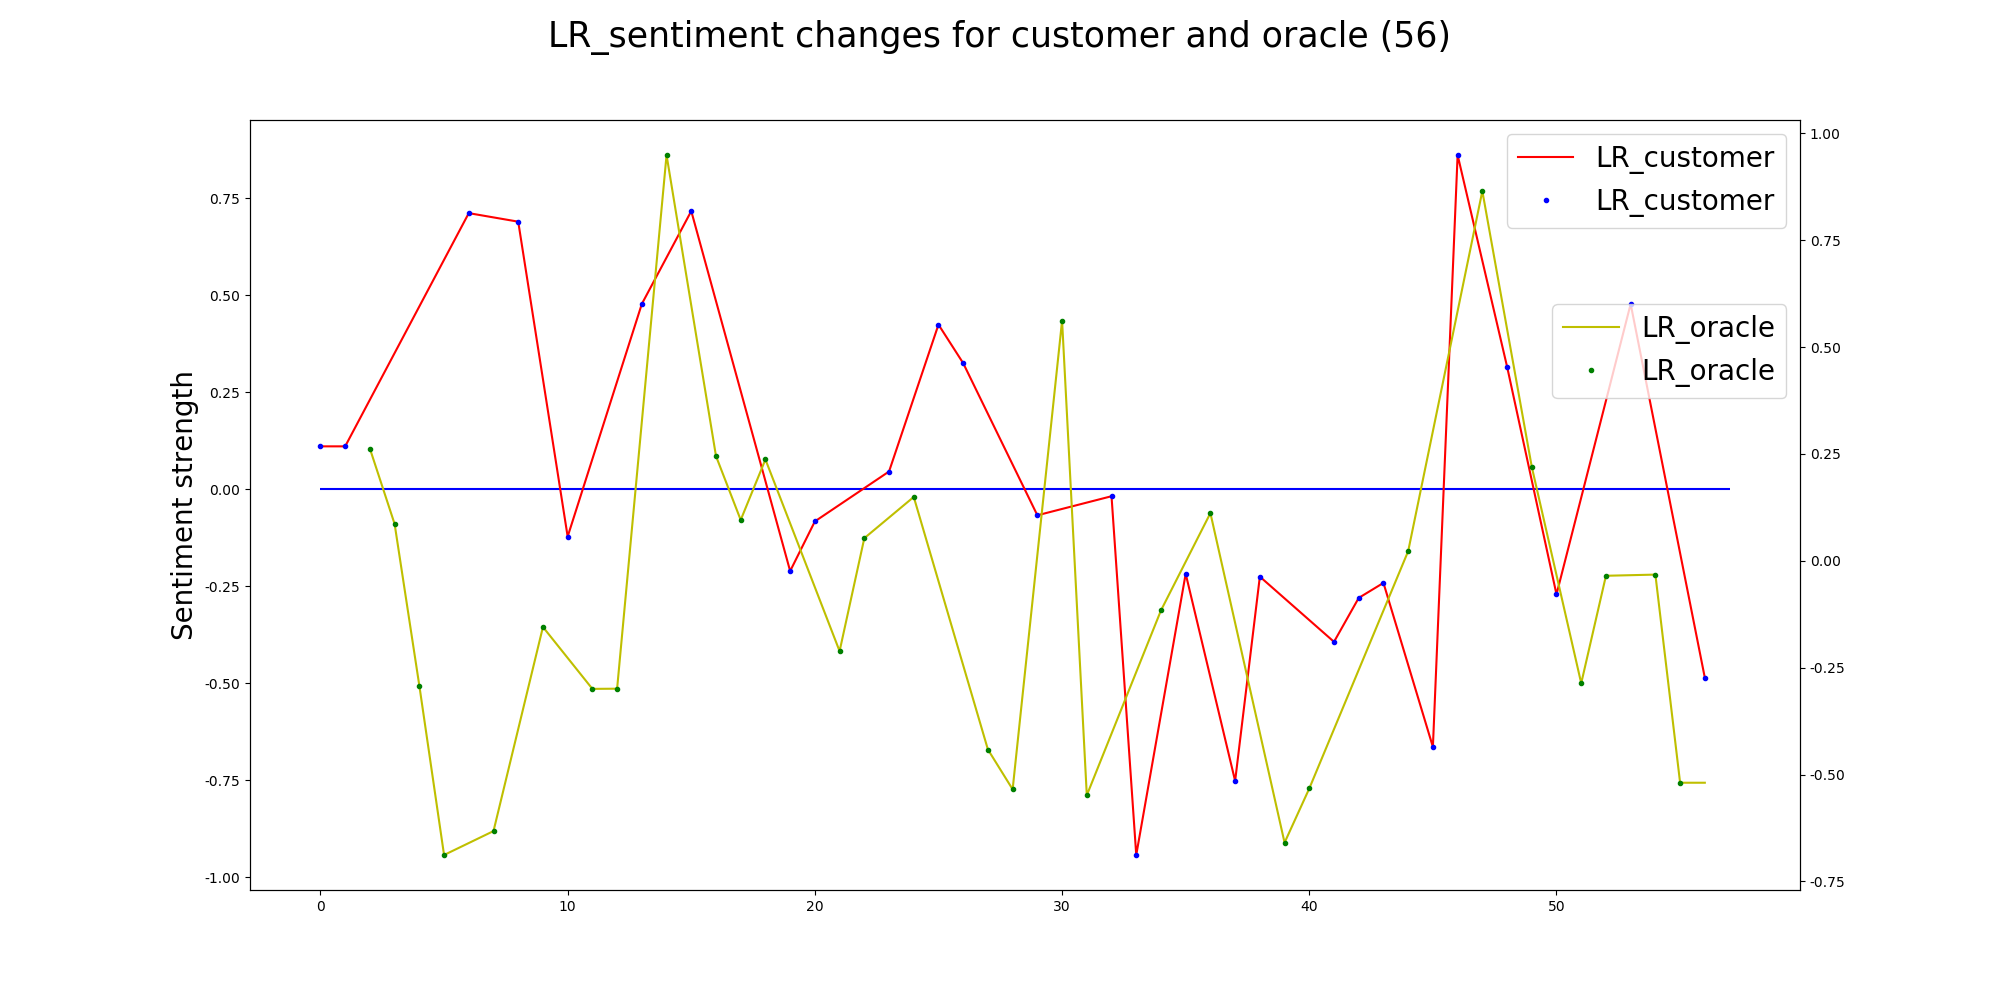 LR_sentiment changes for customer and oracle (56)
Sentiment strength
0.75
0.50
0.25
0.00
-0.25
-0.50
-0.75
-1.00
0 10 20 30 40 50
1.00
0.75
0.50
0.25
0.00
-0.25
-0.50
-0.75
LR_customer
LR_customer
LR_oracle
LR_oracle